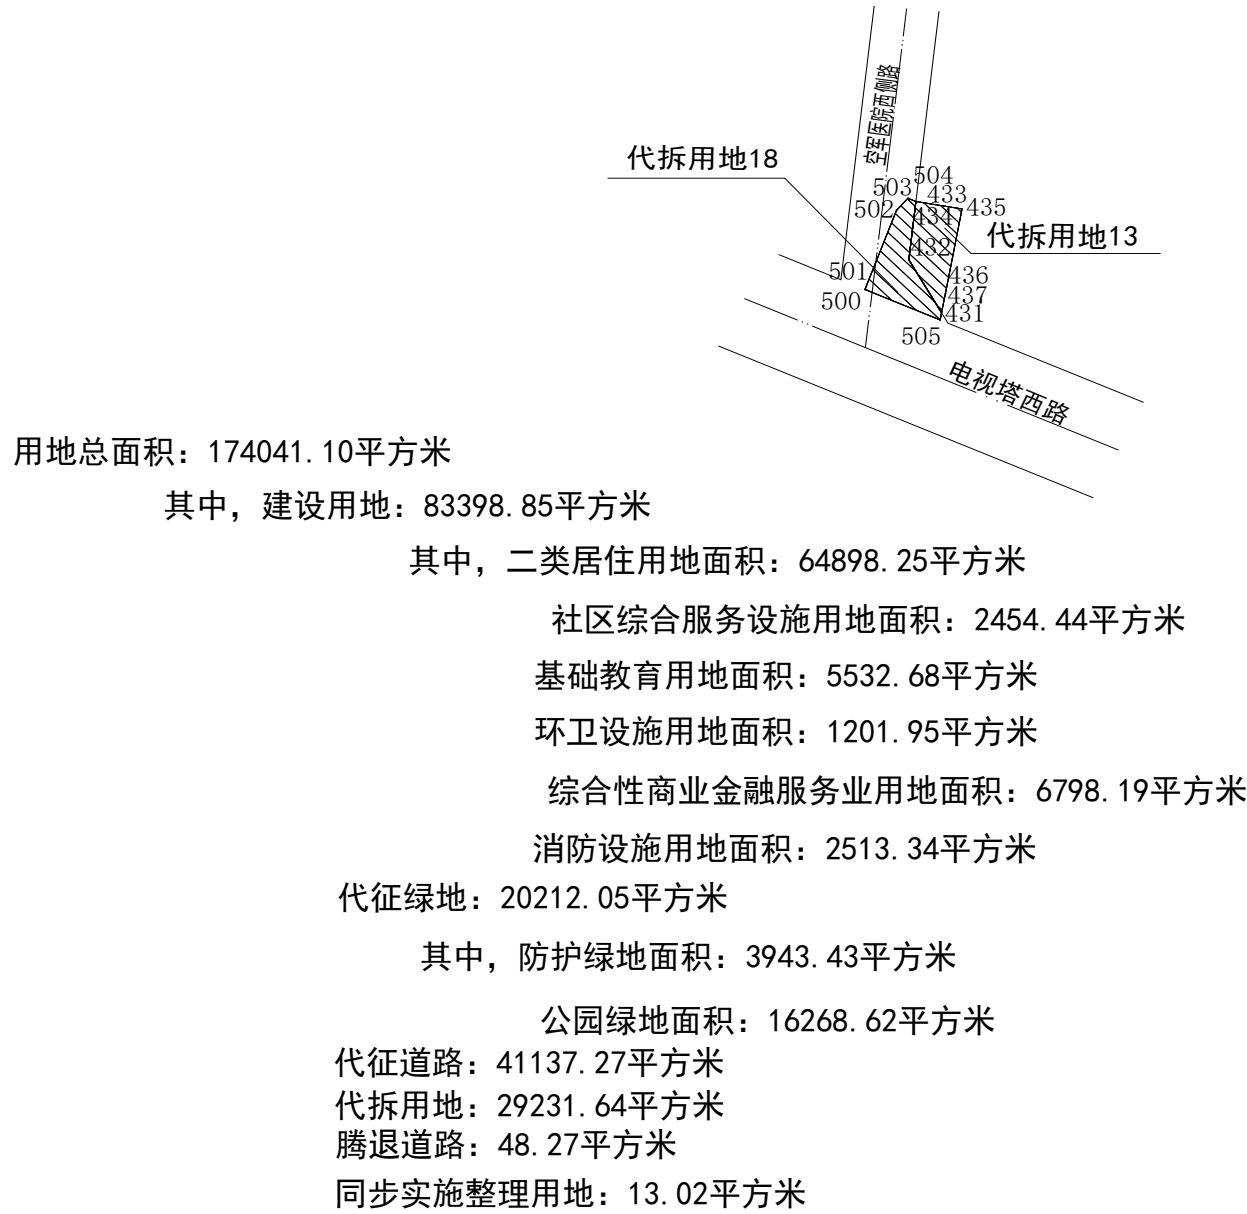 空军医院西侧路
代拆用地18
504
503
433
502
434
435
代拆用地13
432
501
436
500
437
431
505
电视塔西路
用地总面积：174041.10平方米
其中，建设用地：83398.85平方米
其中，二类居住用地面积：64898.25平方米
社区综合服务设施用地面积：2454.44平方米
基础教育用地面积：5532.68平方米
环卫设施用地面积：1201.95平方米
综合性商业金融服务业用地面积：6798.19平方米
消防设施用地面积：2513.34平方米
代征绿地：20212.05平方米
其中，防护绿地面积：3943.43平方米
公园绿地面积：16268.62平方米
代征道路：41137.27平方米
代拆用地：29231.64平方米
腾退道路：48.27平方米
同步实施整理用地：13.02平方米